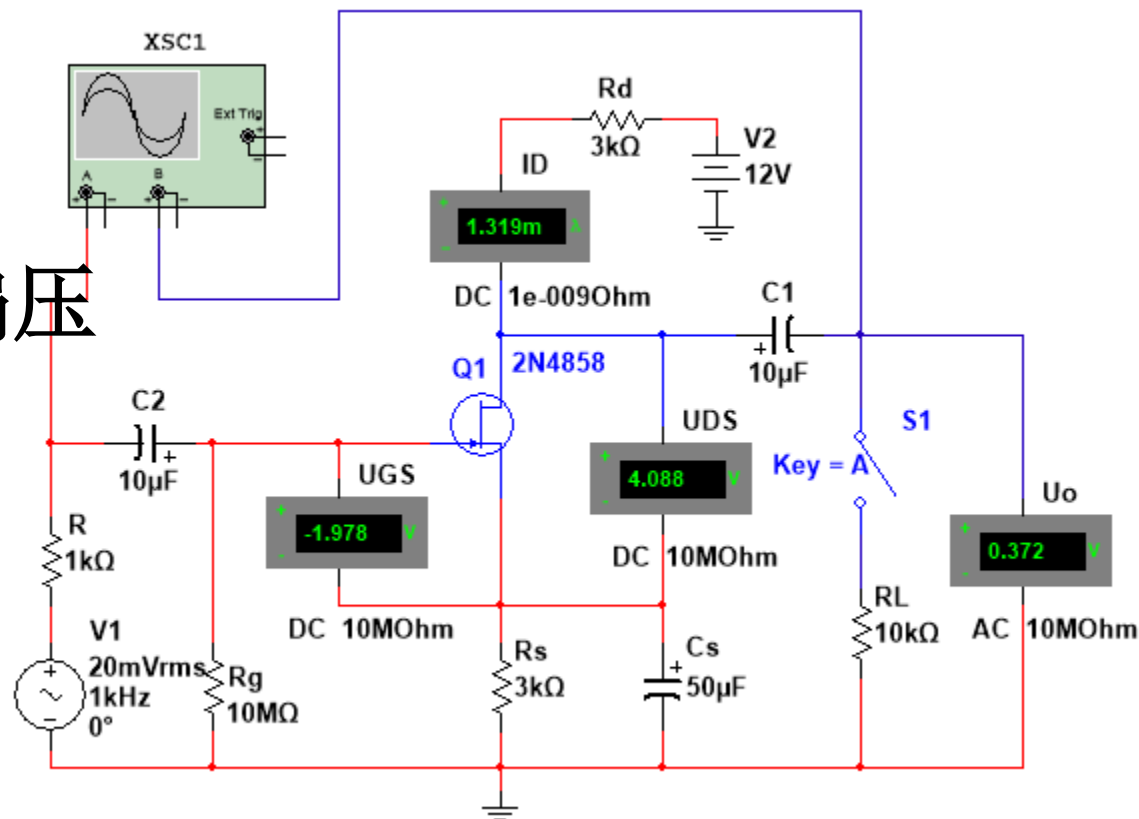 XSC1
Ext Trig
A
B
Rd
3kΩ
V2
12V
ID
1.319m A
DC 1e-009Ohm
压
C1
10µF
Q1
2N4858
C2
10µF
UDS
4.088 V
DC 10MOhm
S1
Key = A
UGS
-1.978 V
DC 10MOhm
Uo
0.372 V
AC 10MOhm
R
1kΩ
V1
20mVrms
1kHz
0°
Rg
10MΩ
Rs
3kΩ
Cs
50µF
RL
10kΩ